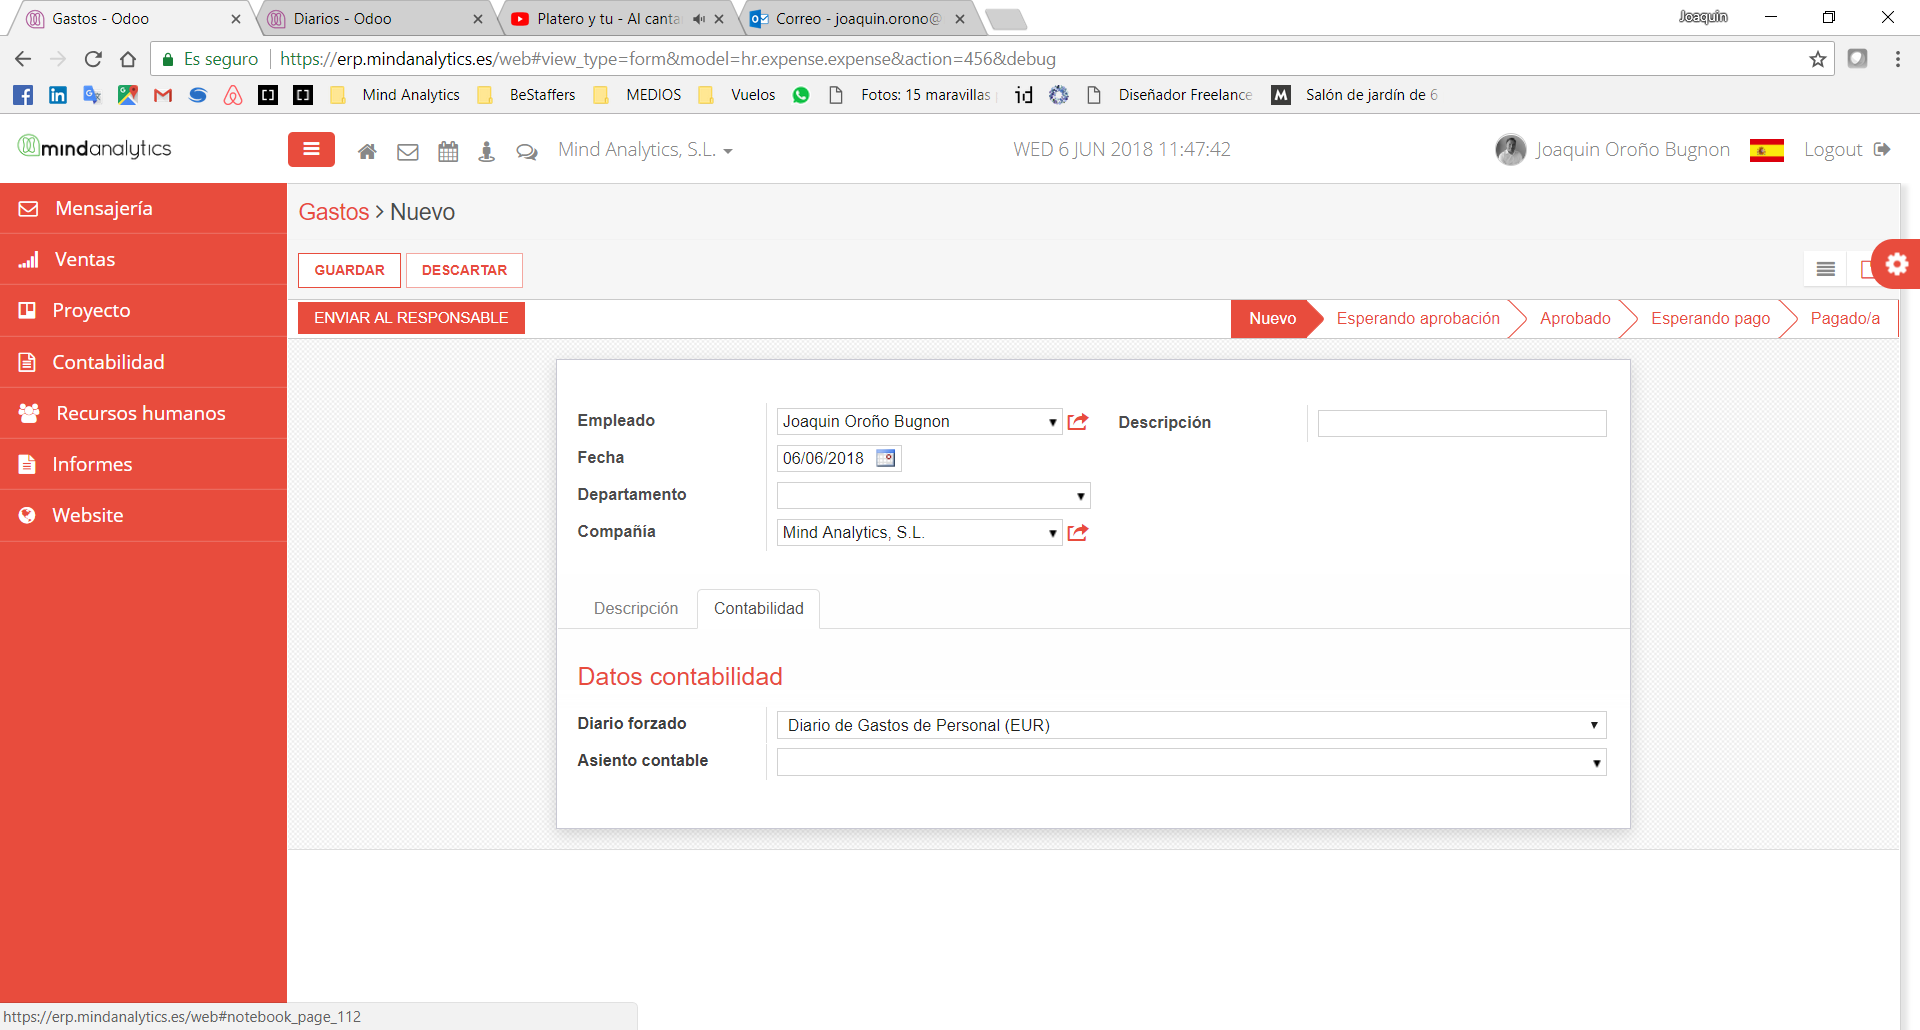 Gastos - Odoo
Diarios - Odoo
Platero y tu - Al canta
Correo - joaquin.orono@
Joaquin
Es seguro
https://erp.mindanalytics.es/web#view_type=form&model=hr.expense.expense&action=456&debug
Mind Analytics
BeStaffers
MEDIOS
Vuelos
Fotos: 15 maravillas
id
Diseñador Freelance
M
Salón de jardín de 6
mindanalytics
Mind Analytics, S.L.
WED 6 JUN 2018 11:47:42
Joaquin Oroño Bugnon
Logout
Mensajería
Ventas
Proyecto
Contabilidad
Recursos humanos
Informes
Website
Gastos > Nuevo
GUARDAR
DESCARTAR
ENVIAR AL RESPONSABLE
Nuevo
Esperando aprobación
Aprobado
Esperando pago
Pagado/a
Empleado
Joaquin Oroño Bugnon
Descripción
Fecha
06/06/2018
Departamento
Compañía
Mind Analytics, S.L.
Descripción
Contabilidad
Datos contabilidad
Diario forzado
Diario de Gastos de Personal (EUR)
Asiento contable
https://erp.mindanalytics.es/web#notebook_page_112